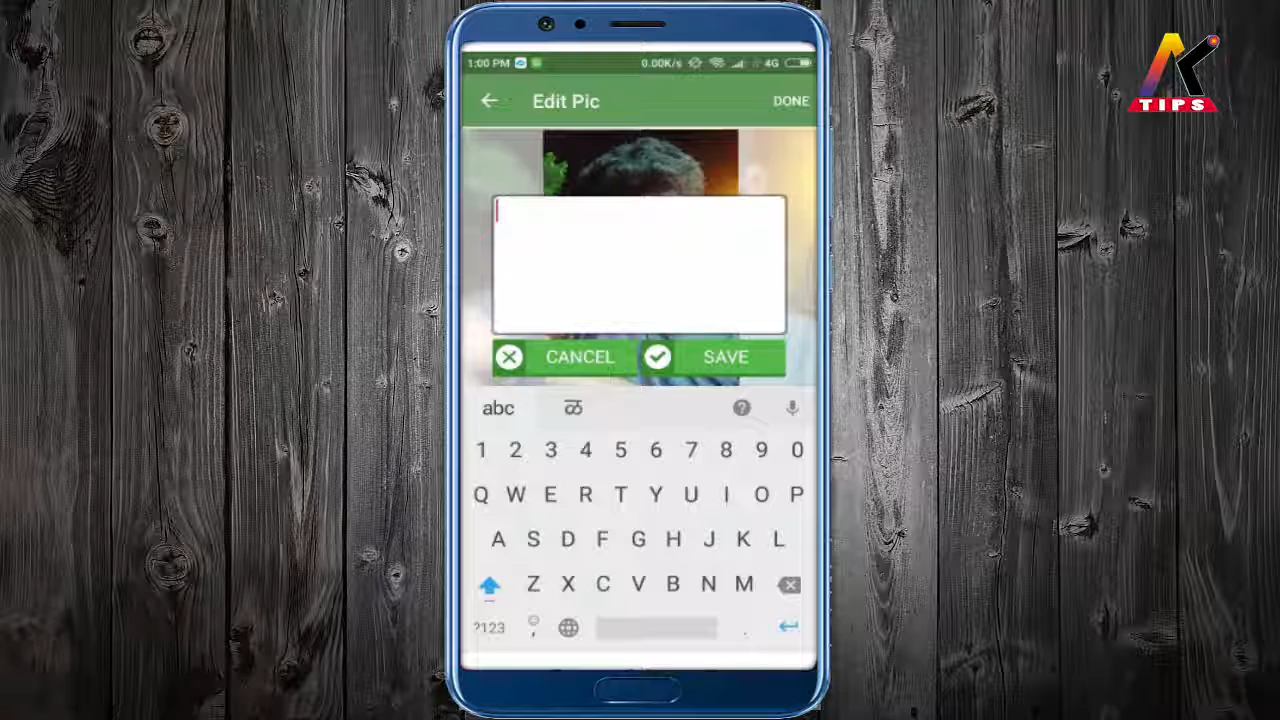 1:00 PM 0.00K/s 4G
AK
TIPS
Edit Pic DONE
CANCEL SAVE
abc ಕ
1 2 3 4 5 6 7 8 9 0
Q W E R T Y U I O P
A S D F G H J K L
Z X C V B N M
?123 , .